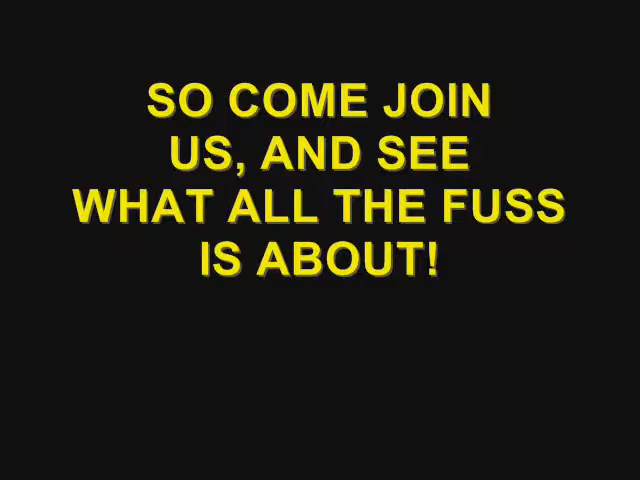 SO COME JOIN
US, AND SEE
WHAT ALL THE FUSS
IS ABOUT!